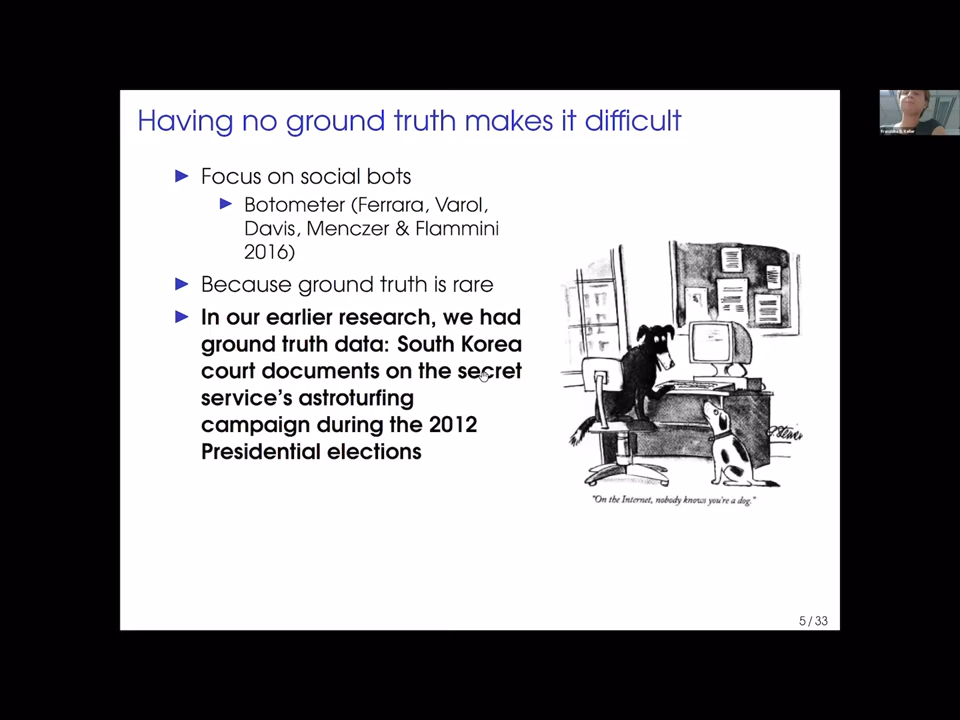 Having no ground truth makes it difficult
Focus on social bots
Botometer (Ferrara, Varol,
Davis, Menczer & Flammini
2016)
Because ground truth is rare
In our earlier research, we had
ground truth data: South Korea
court documents on the secret
service's astroturfing
campaign during the 2012
Presidential elections
"On the Internet, nobody knows you're a dog."
5 / 33